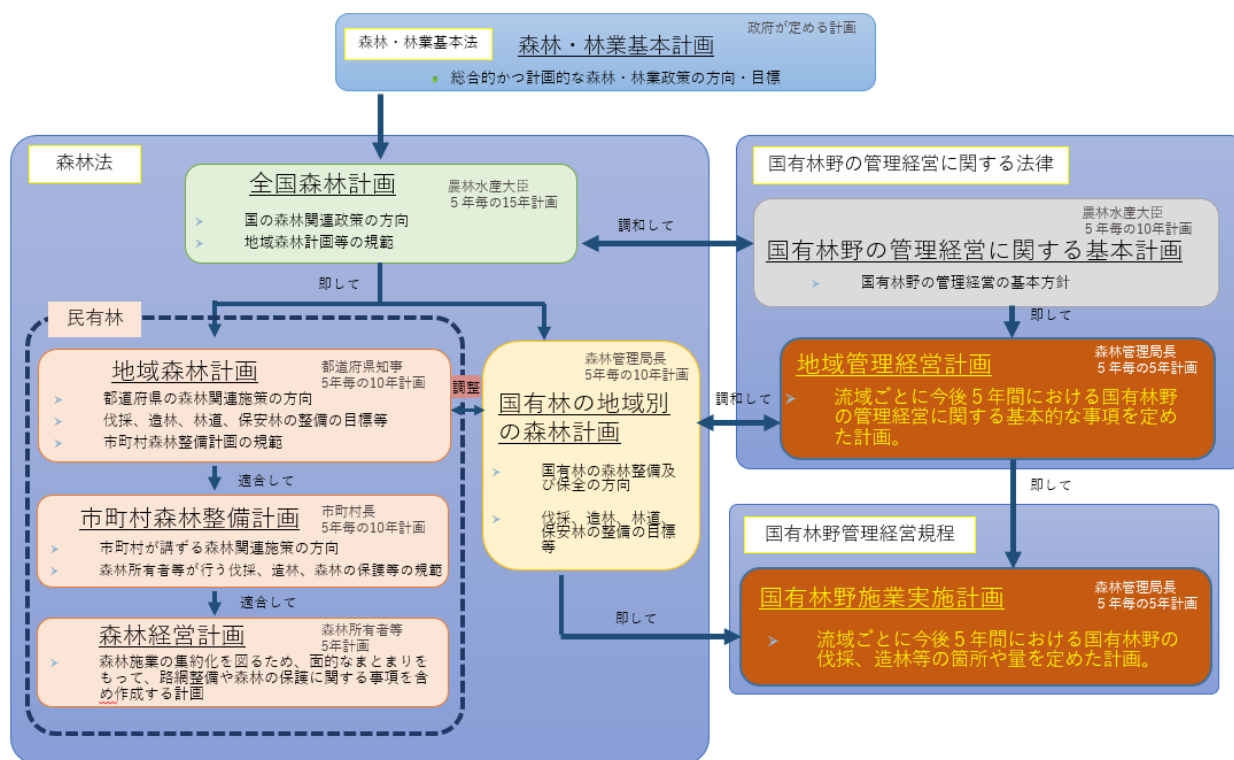 政府が定める計画
森林・林業基本法
森林・林業基本計画
総合的かつ計画的な森林・林業政策の方向・目標
森林法
全国森林計画
農林水産大臣
５年毎の15年計画
国の森林関連政策の方向
地域森林計画等の規範
即して
調和して
民有林
地域森林計画
都道府県知事
5年毎の10年計画
都道府県の森林関連施策の方向
伐採、造林、林道、保安林の整備の目標等
市町村森林整備計画の規範
適合して
市町村森林整備計画
市町村長
5年毎の10年計画
市町村が講ずる森林関連施策の方向
森林所有者等が行う伐採、造林、森林の保護等の規範
適合して
森林経営計画
森林所有者等
5年計画
森林施業の集約化を図るため、面的なまとまりを
もって、路網整備や森林の保護に関する事項を含
め作成する計画
調整
森林管理局長
5年毎の10年計画
国有林の地域別
の森林計画
国有林の森林整備及
び保全の方向
伐採、造林、林道、
保安林の整備の目標
等
即して
調和して
国有林野の管理経営に関する法律
農林水産大臣
５年毎の10年計画
国有林野の管理経営に関する基本計画
国有林野の管理経営の基本方針
即して
地域管理経営計画
森林管理局長
５年毎の5年計画
流域ごとに今後５年間における国有林野
の管理経営に関する基本的な事項を定め
た計画。
即して
国有林野管理経営規程
国有林野施業実施計画
森林管理局長
５年毎の5年計画
流域ごとに今後５年間における国有林野の
伐採、造林等の箇所や量を定めた計画。